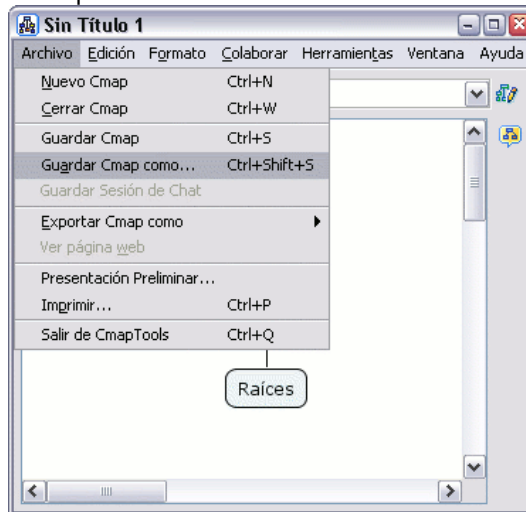 Sin Título 1
Archivo Edición Formato Colaborar Herramientas Ventana Ayuda
Nuevo Cmap Ctrl+N
Cerrar Cmap Ctrl+W
Guardar Cmap Ctrl+S
Guardar Cmap como... Ctrl+Shift+S
Guardar Sesión de Chat
Exportar Cmap como
Ver página web
Presentación Preliminar...
Imprimir... Ctrl+P
Salir de CmapTools Ctrl+Q
Raíces